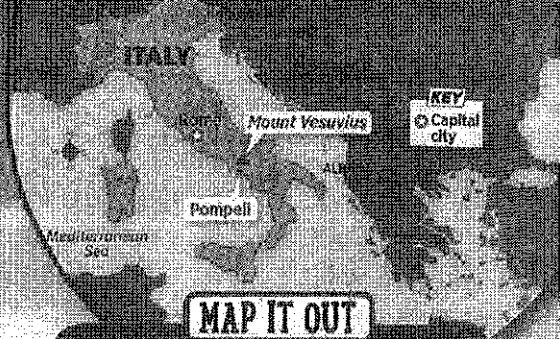 ITALY
Rome
Mount Vesuvius
KEY
Capital
city
Pompeii
Mediterranean
Sea
MAP IT OUT